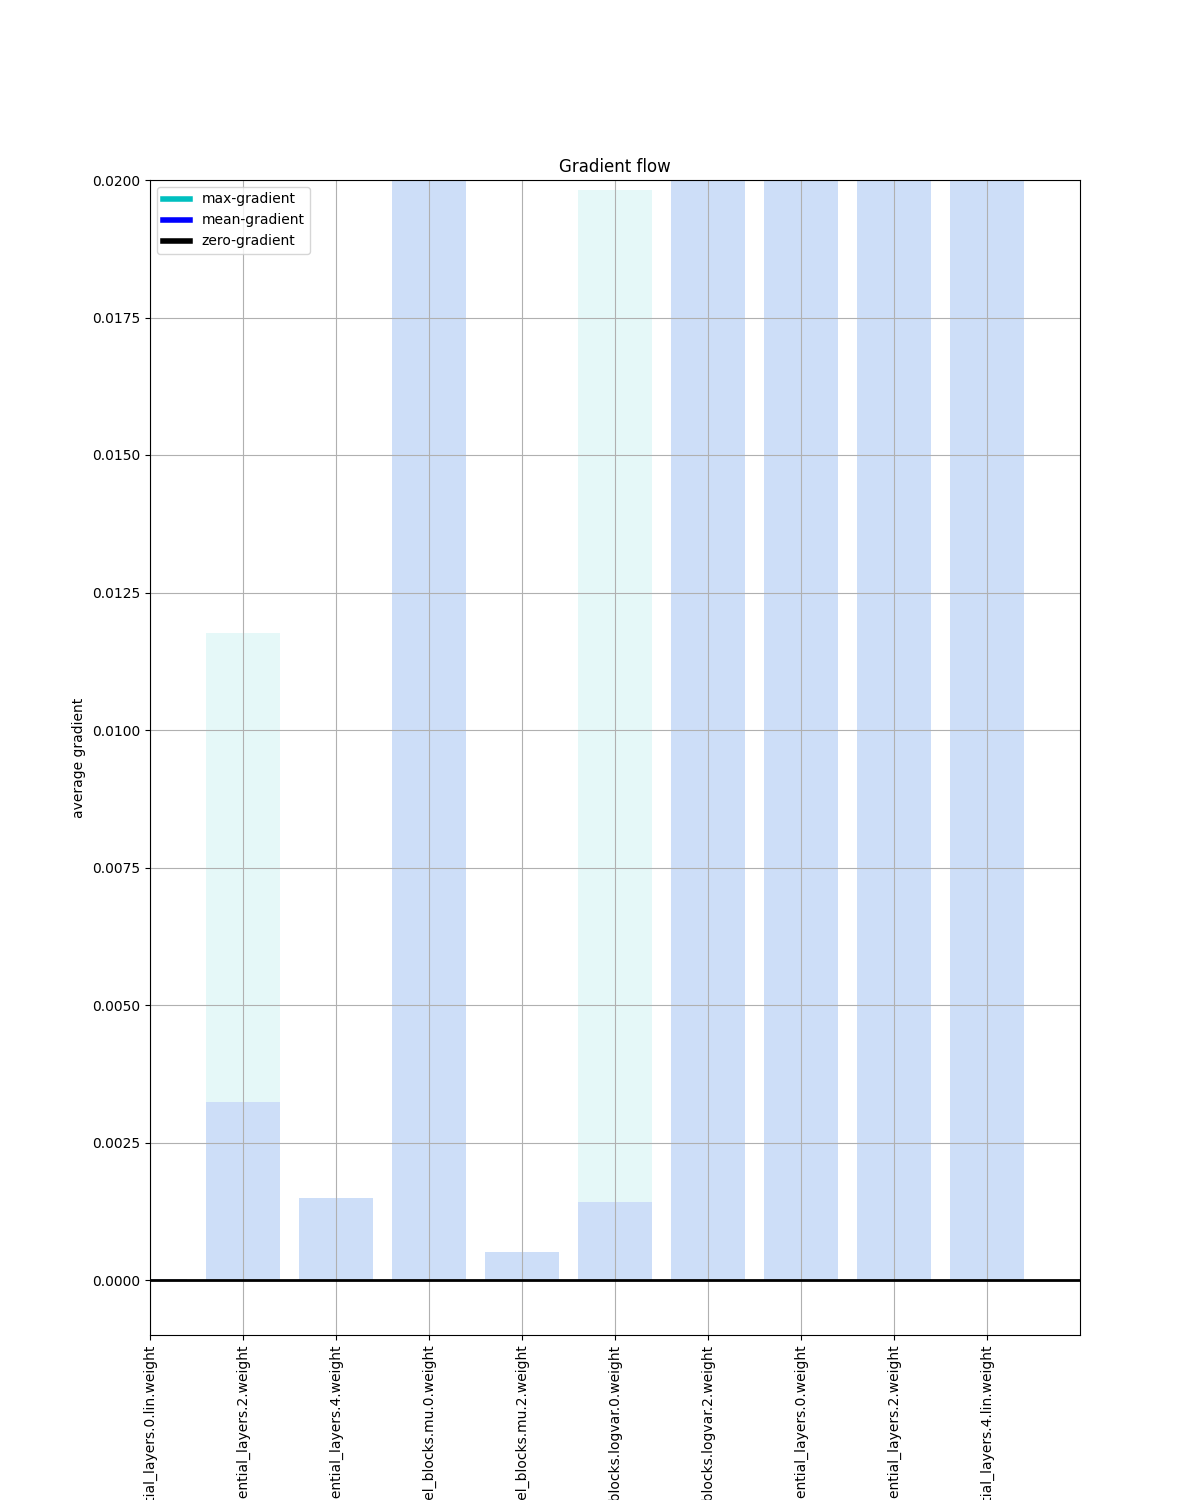 Gradient flow
max-gradient
mean-gradient
zero-gradient
0.0200
0.0175
0.0150
0.0125
0.0100
0.0075
0.0050
0.0025
0.0000
average gradient
tial_layers.0.lin.weight
ential_layers.2.weight
ential_layers.4.weight
el_blocks.mu.0.weight
el_blocks.mu.2.weight
blocks.logvar.0.weight
blocks.logvar.2.weight
ential_layers.0.weight
ential_layers.2.weight
tial_layers.4.lin.weight